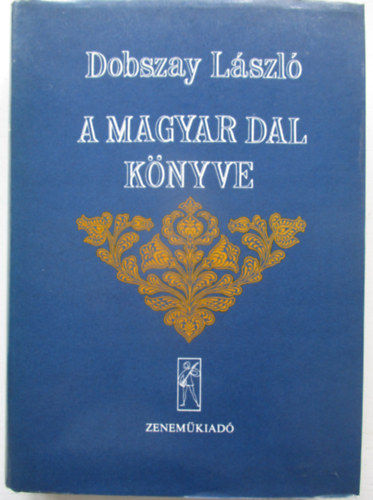 Dobszay László
A MAGYAR DAL
KÖNYVE
ZENEMŰKIADÓ